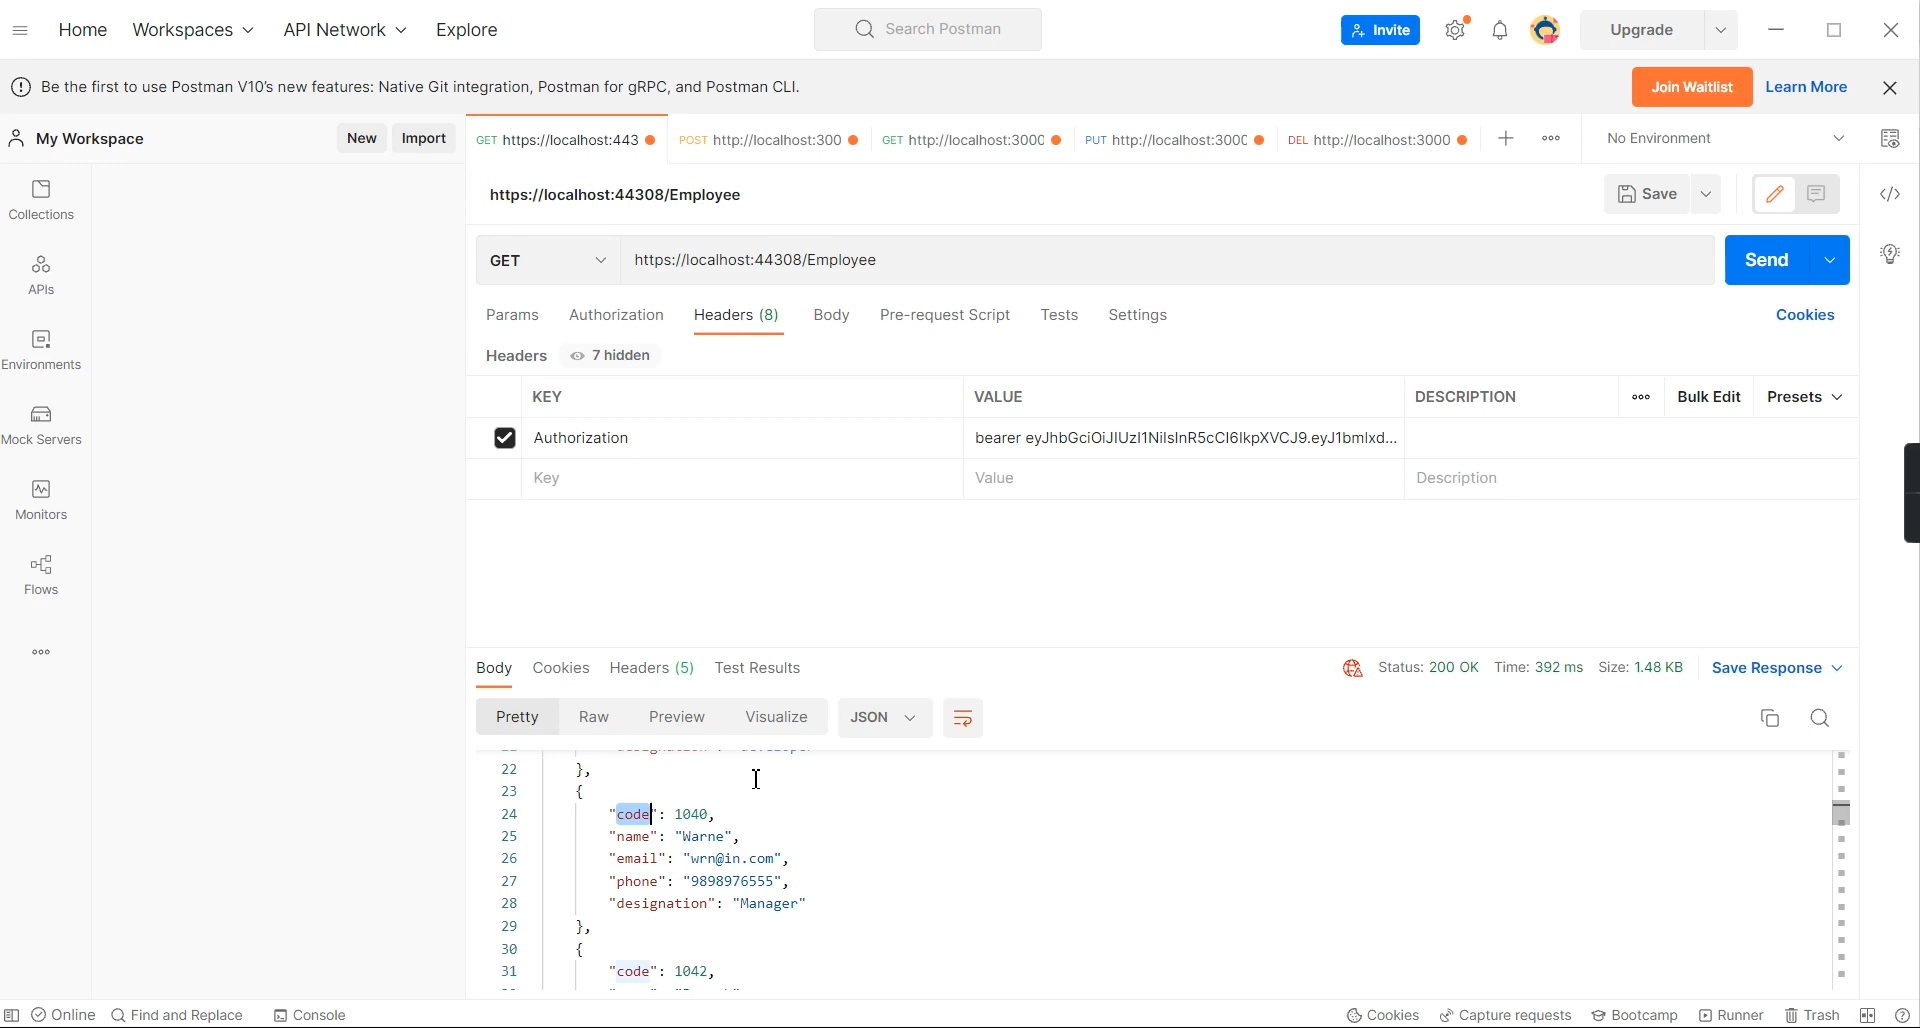 Home Workspaces API Network Explore Search Postman Invite Upgrade
Be the first to use Postman V10's new features: Native Git integration, Postman for gRPC, and Postman CLI. Join Waitlist Learn More
My Workspace New Import GET https://localhost:443 POST http://localhost:300 GET http://localhost:3000 PUT http://localhost:3000 DEL http://localhost:3000 No Environment
https://localhost:44308/Employee Save
Collections
GET https://localhost:44308/Employee Send
APIs
Params Authorization Headers (8) Body Pre-request Script Tests Settings Cookies
Headers 7 hidden
Environments
KEY VALUE DESCRIPTION Bulk Edit Presets
Mock Servers
Authorization bearer eyJhbGciOiJIUzI1NiIsInR5cCI6IkpXVCJ9.eyJ1bmlxd...
Key Value Description
Monitors
Flows
Body Cookies Headers (5) Test Results Status: 200 OK Time: 392 ms Size: 1.48 KB Save Response
Pretty Raw Preview Visualize JSON
22 },
23 {
24 "code": 1040,
25 "name": "Warne",
26 "email": "wrn@in.com",
27 "phone": "9898976555",
28 "designation": "Manager"
29 },
30 {
31 "code": 1042,
Online Find and Replace Console Cookies Capture requests Bootcamp Runner Trash